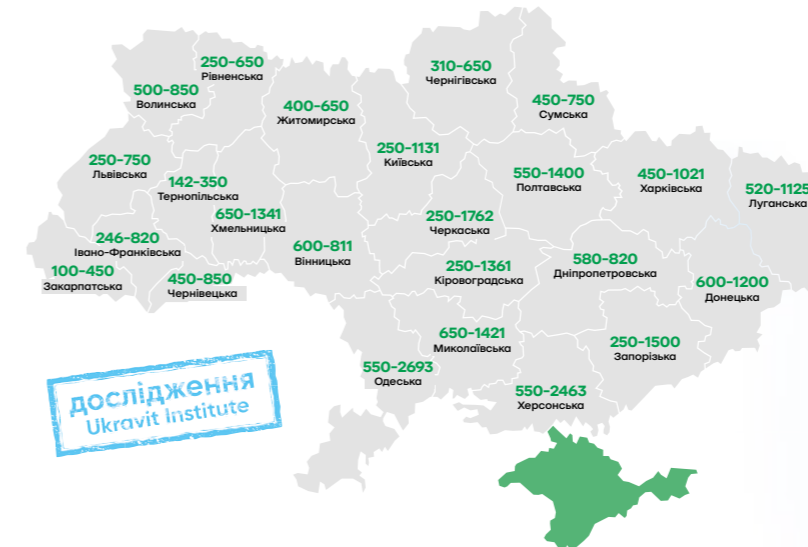 250-650
Рівненська
310-650
Чернігівська
500-850
Волинська
400-650
Житомирська
450-750
Сумська
250-1131
Київська
250-750
Львівська
142-350
Тернопільська
550-1400
Полтавська
450-1021
Харківська
520-1125
Луганська
650-1341
Хмельницька
250-1762
Черкаська
246-820
Івано-Франківська
600-811
Вінницька
580-820
Дніпропетровська
100-450
Закарпатська
450-850
Чернівецька
250-1361
Кіровоградська
600-1200
Донецька
650-1421
Миколаївська
250-1500
Запорізька
550-2693
Одеська
550-2463
Херсонська
дослідження
Ukravit Institute